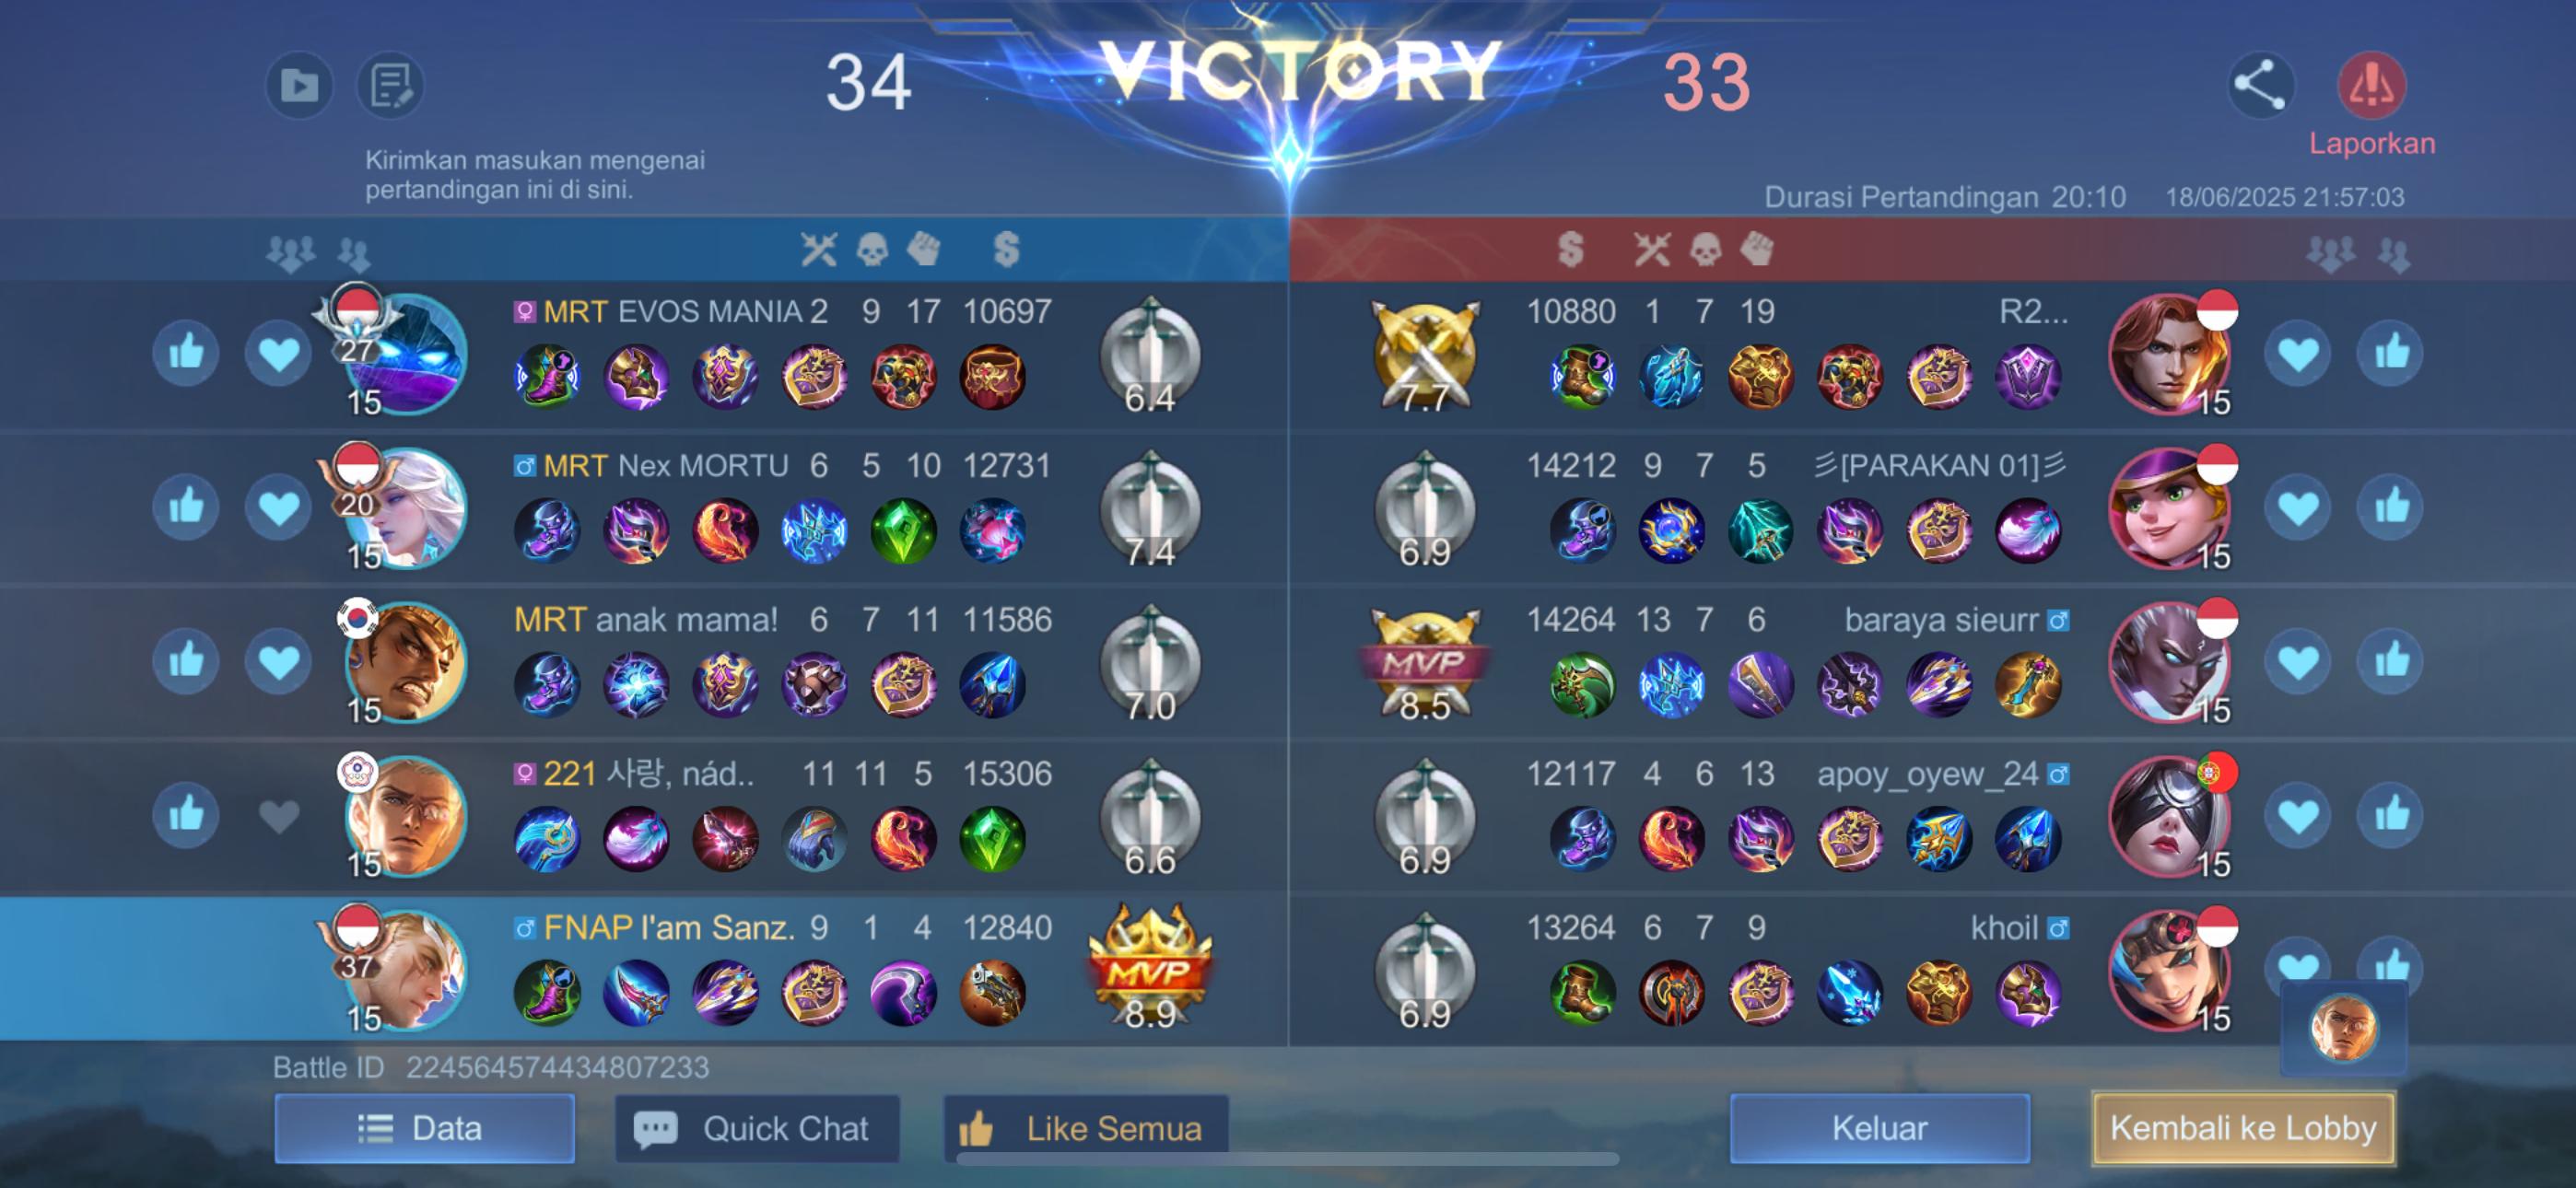 34 VICTORY 33
Laporkan
Kirimkan masukan mengenai
pertandingan ini di sini.
Durasi Pertandingan 20:10 18/06/2025 21:57:03
27 15 MRT EVOS MANIA 2 9 17 10697 6.4
7.7 10880 1 7 19 R2... 15
20 15 MRT Nex MORTU 6 5 10 12731 7.4
6.9 14212 9 7 5 彡[PARAKAN 01]彡 15
15 MRT anak mama! 6 7 11 11586 7.0
MVP 8.5 14264 13 7 6 baraya sieurr 15
15 221 사랑, nád.. 11 11 5 15306 6.6
6.9 12117 4 6 13 apoy_oyew_24 15
37 15 FNAP I'am Sanz. 9 1 4 12840 MVP 8.9
6.9 13264 6 7 9 khoil 15
Battle ID 224564574434807233
Data
Quick Chat
Like Semua
Keluar
Kembali ke Lobby